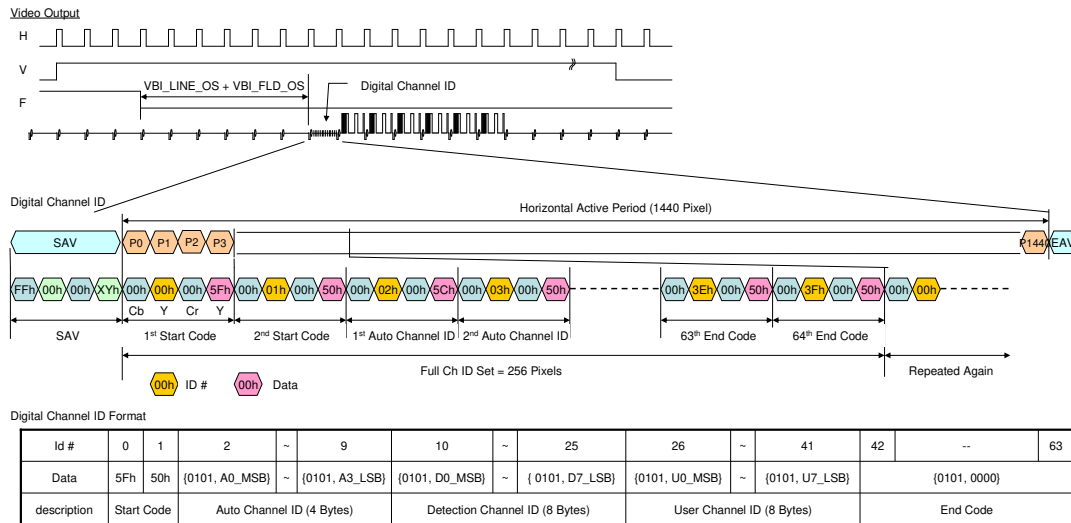 Video Output
H
V
VBI_LINE_OS + VBI_FLD_OS
Digital Channel ID
F
Digital Channel ID
Horizontal Active Period (1440 Pixel)
SAV P0 P1 P2 P3 P1440 EAV
FFh 00h 00h XYh 00h 00h 00h 5Fh 00h 01h 00h 50h 00h 02h 00h 5Ch 00h 03h 00h 50h 00h 3Eh 00h 50h 00h 3Fh 00h 50h 00h 00h
Cb Y Cr Y
SAV 1st Start Code 2nd Start Code 1st Auto Channel ID 2nd Auto Channel ID 63th End Code 64th End Code
Full Ch ID Set = 256 Pixels Repeated Again
00h ID # 00h Data
Digital Channel ID Format
Id # 0 1 2 ~ 9 10 ~ 25 26 ~ 41 42 -- 63
Data 5Fh 50h {0101, A0_MSB} ~ {0101, A3_LSB} {0101, D0_MSB} ~ { 0101, D7_LSB} {0101, U0_MSB} ~ {0101, U7_LSB} {0101, 0000}
description Start Code Auto Channel ID (4 Bytes) Detection Channel ID (8 Bytes) User Channel ID (8 Bytes) End Code